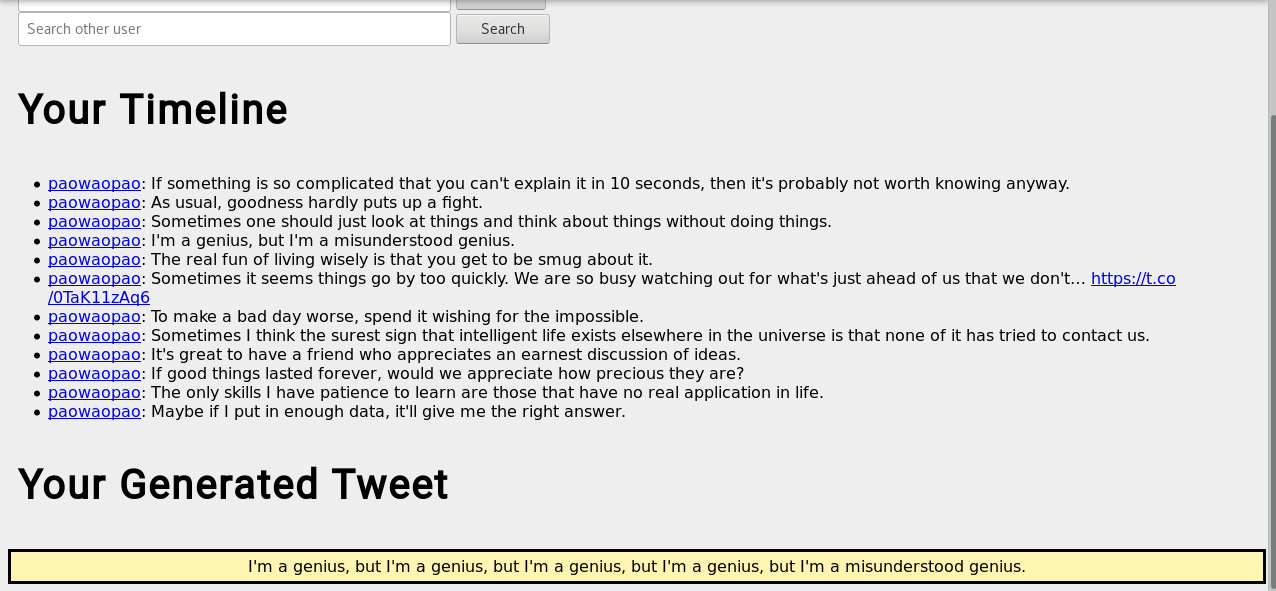 Search other user
Search
Your Timeline
paowaopao: If something is so complicated that you can't explain it in 10 seconds, then it's probably not worth knowing anyway.
paowaopao: As usual, goodness hardly puts up a fight.
paowaopao: Sometimes one should just look at things and think about things without doing things.
paowaopao: I'm a genius, but I'm a misunderstood genius.
paowaopao: The real fun of living wisely is that you get to be smug about it.
paowaopao: Sometimes it seems things go by too quickly. We are so busy watching out for what's just ahead of us that we don't… https://t.co
/0TaK11zAq6
paowaopao: To make a bad day worse, spend it wishing for the impossible.
paowaopao: Sometimes I think the surest sign that intelligent life exists elsewhere in the universe is that none of it has tried to contact us.
paowaopao: It's great to have a friend who appreciates an earnest discussion of ideas.
paowaopao: If good things lasted forever, would we appreciate how precious they are?
paowaopao: The only skills I have patience to learn are those that have no real application in life.
paowaopao: Maybe if I put in enough data, it'll give me the right answer.
Your Generated Tweet
I'm a genius, but I'm a genius, but I'm a genius, but I'm a genius, but I'm a misunderstood genius.